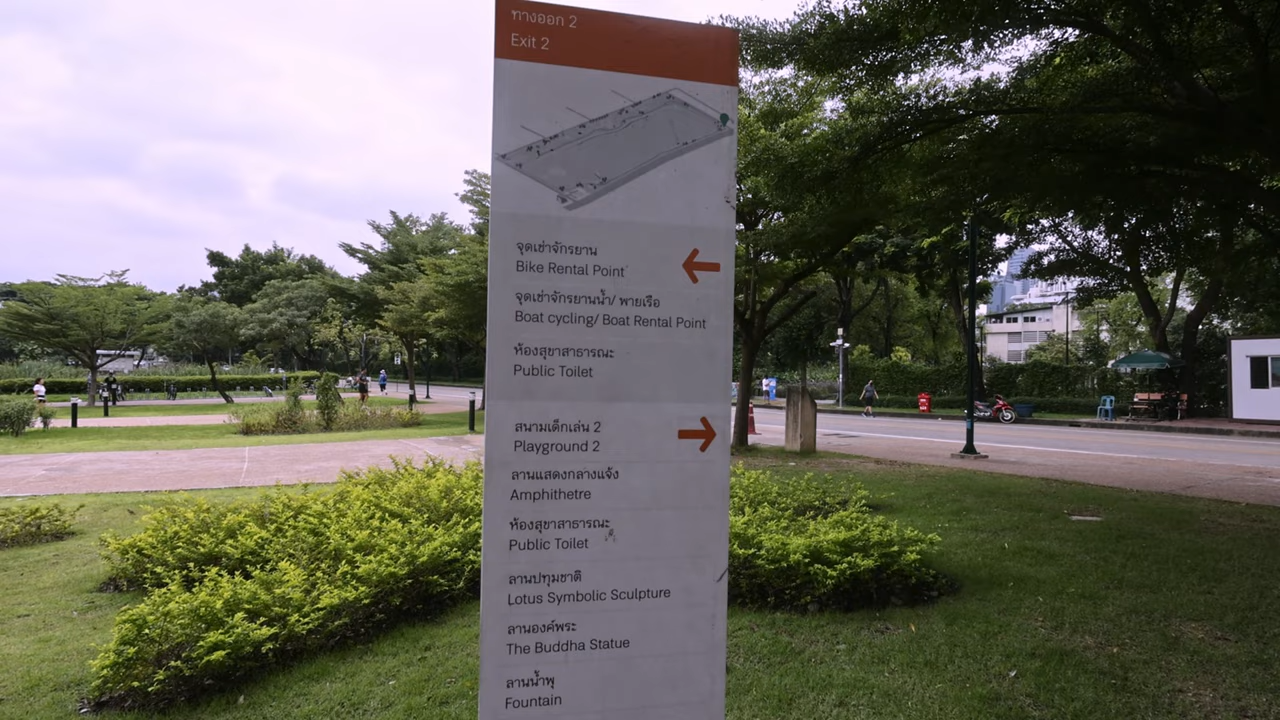 ทางออก 2
Exit 2
จุดเช่าจักรยาน
Bike Rental Point
จุดเช่าจักรยานน้ำ/ พายเรือ
Boat cycling/ Boat Rental Point
ห้องสุขาสาธารณะ
Public Toilet
สนามเด็กเล่น 2
Playground 2
ลานแสดงกลางแจ้ง
Amphithetre
ห้องสุขาสาธารณะ
Public Toilet
ลานปทุมชาติ
Lotus Symbolic Sculpture
ลานองค์พระ
The Buddha Statue
ลานน้ำพุ
Fountain